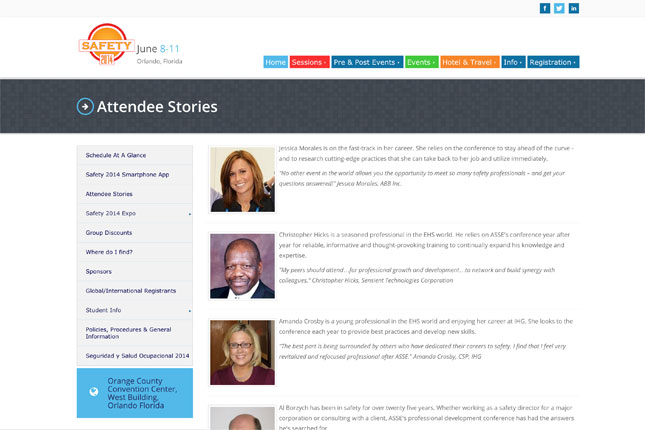 SAFETY
2014
June 8-11
Orlando, Florida
Home
Sessions
Pre & Post Events
Events
Hotel & Travel
Info
Registration
Attendee Stories
Schedule At A Glance
Safety 2014 Smartphone App
Attendee Stories
Safety 2014 Expo
Group Discounts
Where do I find?
Sponsors
Global/International Registrants
Student Info
Policies, Procedures & General
Information
Seguridad y Salud Ocupacional 2014
Orange County
Convention Center,
West Building,
Orlando Florida
Jessica Morales is on the fast-track in her career. She relies on the conference to stay ahead of the curve -
and to research cutting-edge practices that she can take back to her job and utilize immediately.
"No other event in the world allows you the opportunity to meet so many safety professionals – and get your
questions answered!" Jessica Morales, ABB Inc.
Christopher Hicks is a seasoned professional in the EHS world. He relies on ASSE's conference year after
year for reliable, informative and thought-provoking training to continually expand his knowledge and
expertise.
"My peers should attend...for professional growth and development... to network and build synergy with
colleagues." Christopher Hicks, Sensient Technologies Corporation
Amanda Crosby is a young professional in the EHS world and enjoying her career at IHG. She looks to the
conference each year to provide best practices and develop new skills.
"The best part is being surrounded by others who have dedicated their careers to safety. I find that I feel very
revitalized and refocused professional after ASSE." Amanda Crosby, CSP, IHG
Al Borzych has been in safety for over twenty five years. Whether working as a safety director for a major
corporation or consulting with a client, ASSE's professional development conference has had the answers
he's searched for.